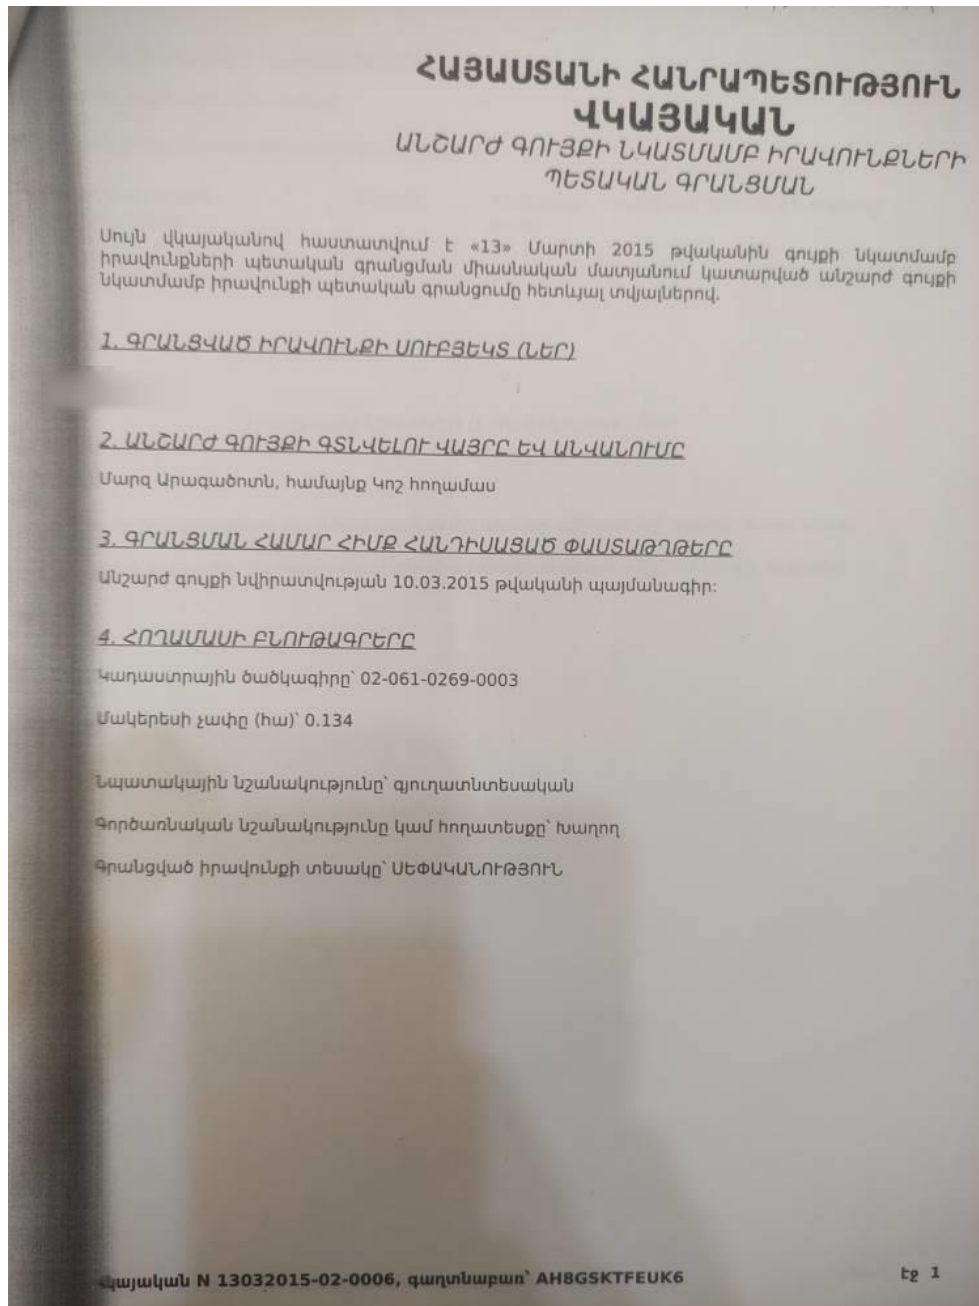 ՀԱՅԱՍՏԱՆԻ ՀԱՆՐԱՊԵՏՈՒԹՅՈՒՆ
ՎԿԱՅԱԿԱՆ
ԱՆՇԱՐԺ ԳՈՒՅՔԻ ՆԿԱՏՄԱՄԲ ԻՐԱՎՈՒՆՔՆԵՐԻ
ՊԵՏԱԿԱՆ ԳՐԱՆՑՄԱՆ
Սույն վկայականով հաստատվում է «13» Մարտի 2015 թվականին գույքի նկատմամբ
իրավունքների պետական գրանցման միասնական մատյանում կատարված անշարժ գույքի
նկատմամբ իրավունքի պետական գրանցումը հետևյալ տվյալներով.
1. ԳՐԱՆՑՎԱԾ ԻՐԱՎՈՒՆՔԻ ՍՈՒԲՅԵԿՏ (ՆԵՐ)
2. ԱՆՇԱՐԺ ԳՈՒՅՔԻ ԳՏՆՎԵԼՈՒ ՎԱՅՐԸ ԵՎ ԱՆՎԱՆՈՒՄԸ
Մարզ Արագածոտն, համայնք Կոշ հողամաս
3. ԳՐԱՆՑՄԱՆ ՀԱՄԱՐ ՀԻՄՔ ՀԱՆԴԻՍԱՑԱԾ ՓԱՍՏԱԹՂԹԵՐԸ
Անշարժ գույքի նվիրատվության 10.03.2015 թվականի պայմանագիր:
4. ՀՈՂԱՄԱՍԻ ԲՆՈՒԹԱԳՐԵՐԸ
Կադաստրային ծածկագիրը՝ 02-061-0269-0003
Մակերեսի չափը (հա)՝ 0.134
Նպատակային նշանակությունը՝ գյուղատնտեսական
Գործառնական նշանակությունը կամ հողատեսքը՝ Խաղող
Գրանցված իրավունքի տեսակը՝ ՍԵՓԱԿԱՆՈՒԹՅՈՒՆ
Վկայական N 13032015-02-0006, գաղտնաբառ՝ AH8GSKTFEUK6
էջ 1